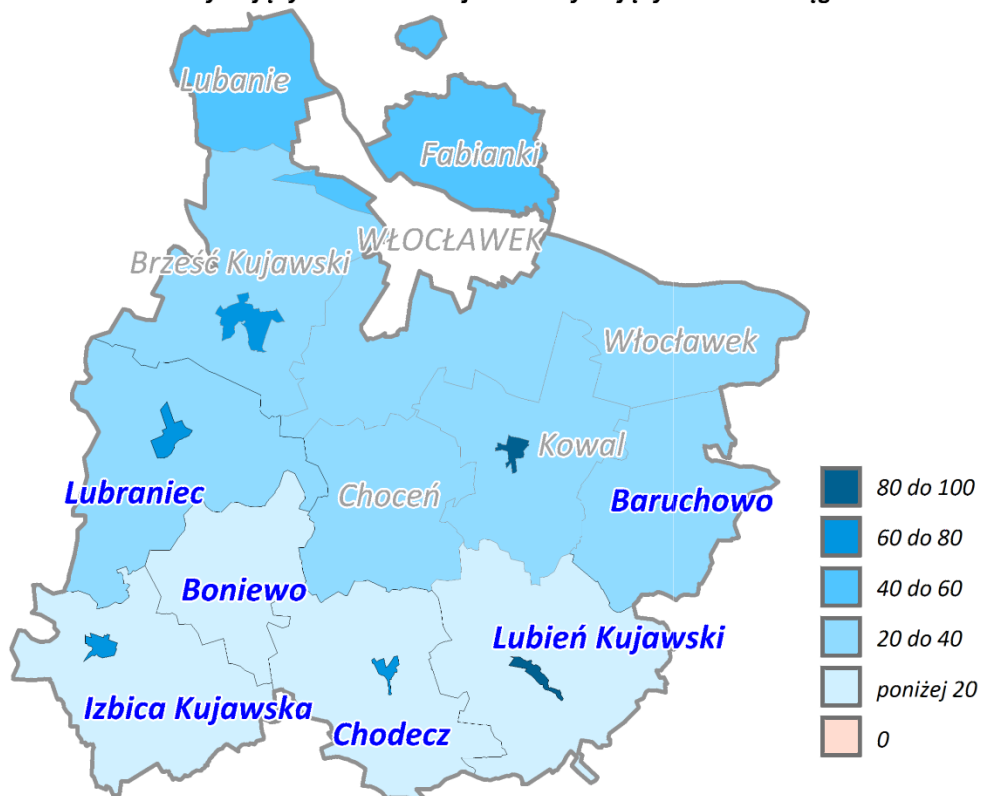 Lubanie
Fabianki
WŁOCŁAWEK
Brześć Kujawski
Włocławek
Kowal
Lubraniec
Choceń
Baruchowo
Boniewo
Lubień Kujawski
Izbica Kujawska
Chodecz
80 do 100
60 do 80
40 do 60
20 do 40
poniżej 20
0